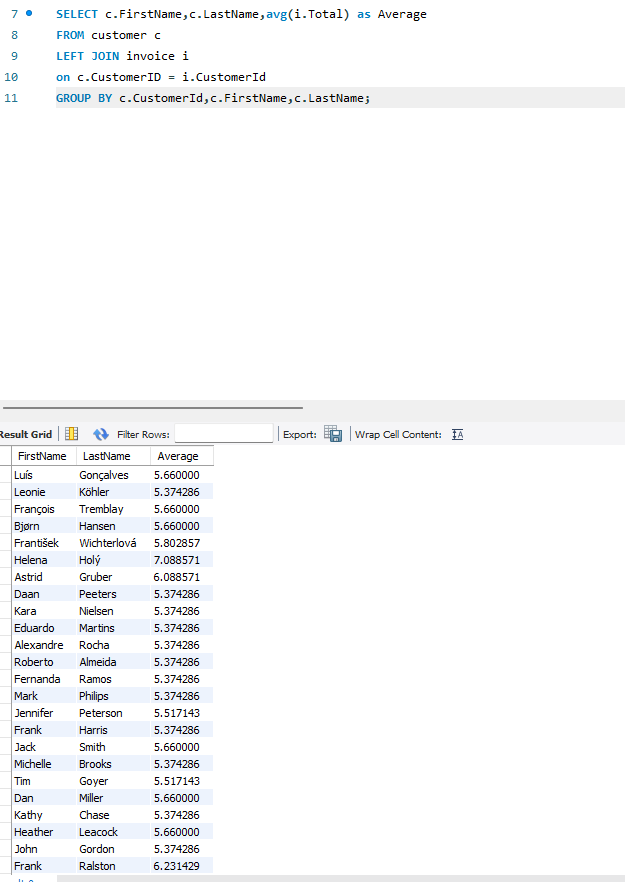 7 SELECT c.FirstName,c.LastName,avg(i.Total) as Average
8 FROM customer c
9 LEFT JOIN invoice i
10 on c.CustomerID = i.CustomerId
11 GROUP BY c.CustomerId,c.FirstName,c.LastName;
Result Grid Filter Rows: Export: Wrap Cell Content:
FirstName LastName Average
Luís Gonçalves 5.660000
Leonie Köhler 5.374286
François Tremblay 5.660000
Bjørn Hansen 5.660000
František Wichterlová 5.802857
Helena Holý 7.088571
Astrid Gruber 6.088571
Daan Peeters 5.374286
Kara Nielsen 5.374286
Eduardo Martins 5.374286
Alexandre Rocha 5.374286
Roberto Almeida 5.374286
Fernanda Ramos 5.374286
Mark Philips 5.374286
Jennifer Peterson 5.517143
Frank Harris 5.374286
Jack Smith 5.660000
Michelle Brooks 5.374286
Tim Goyer 5.517143
Dan Miller 5.660000
Kathy Chase 5.374286
Heather Leacock 5.660000
John Gordon 5.374286
Frank Ralston 6.231429